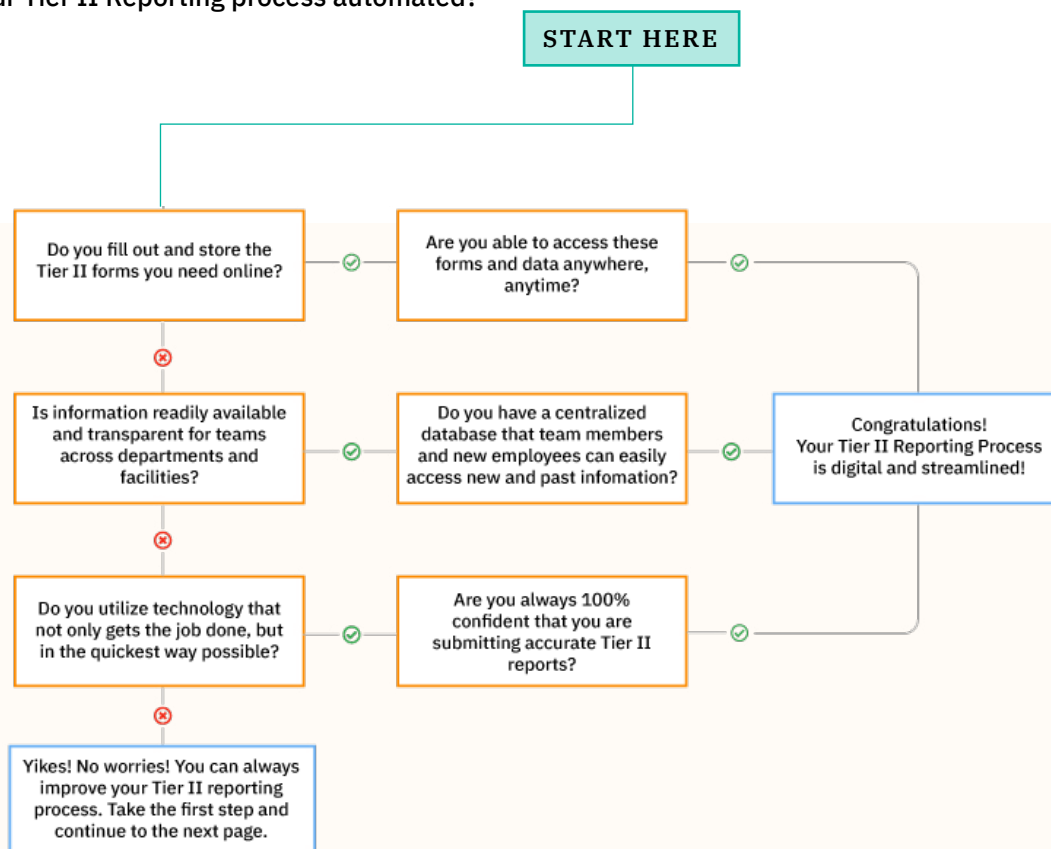 Tier II Reporting process automated?
START HERE
Do you fill out and store the
Tier II forms you need online?
Are you able to access these
forms and data anywhere,
anytime?
Is information readily available
and transparent for teams
across departments and
facilities?
Do you have a centralized
database that team members
and new employees can easily
access new and past infomation?
Congratulations!
Your Tier II Reporting Process
is digital and streamlined!
Do you utilize technology that
not only gets the job done, but
in the quickest way possible?
Are you always 100%
confident that you are
submitting accurate Tier II
reports?
Yikes! No worries! You can always
improve your Tier II reporting
process. Take the first step and
continue to the next page.